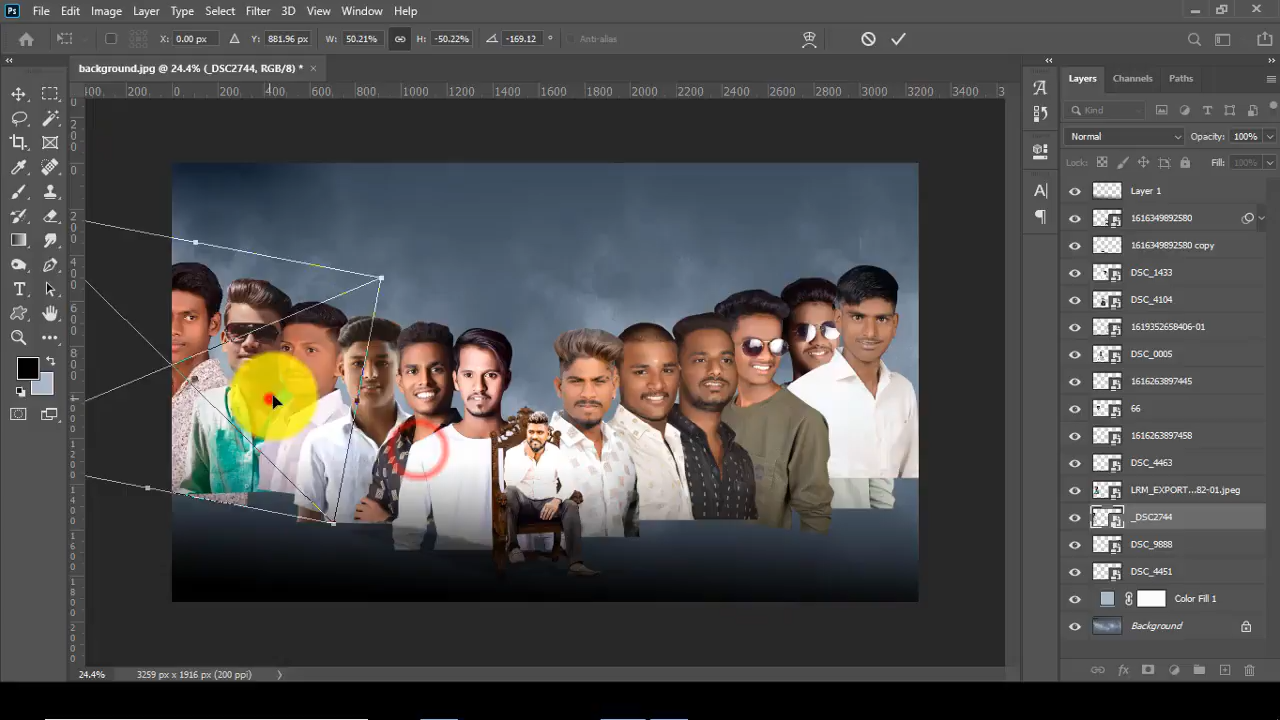 Ps File Edit Image Layer Type Select Filter 3D View Window Help
X: 0.00 px Y: 881.96 px W: 50.21% H: -50.22% -169.12 ° Anti-alias
background.jpg @ 24.4% (_DSC2744, RGB/8) * ×
400 200 0 200 400 600 800 1000 1200 1400 1600 1800 2000 2200 2400 2600 2800 3000 3200 3400 3
Layers Channels Paths
Kind
Normal Opacity: 100%
Lock: Fill: 100%
Layer 1
1616349892580
1616349892580 copy
DSC_1433
DSC_4104
1619352658406-01
DSC_0005
1616263897445
66
1616263897458
DSC_4463
LRM_EXPORT...82-01.jpeg
_DSC2744
DSC_9888
DSC_4451
Color Fill 1
Background
24.4% 3259 px x 1916 px (200 ppi)